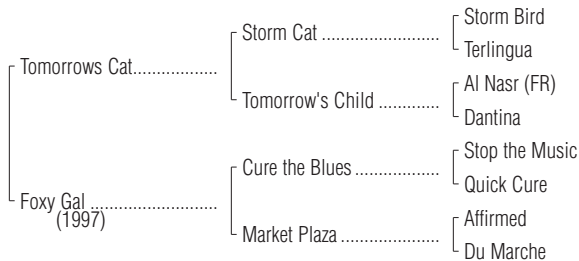 Storm Bird
Storm Cat ......................................
Terlingua
Tomorrows Cat..................
Al Nasr (FR)
Tomorrow's Child .............
Dantina
Stop the Music
Cure the Blues ..................
Quick Cure
Foxy Gal ...........................
(1997)
Affirmed
Market Plaza .....................
Du Marche